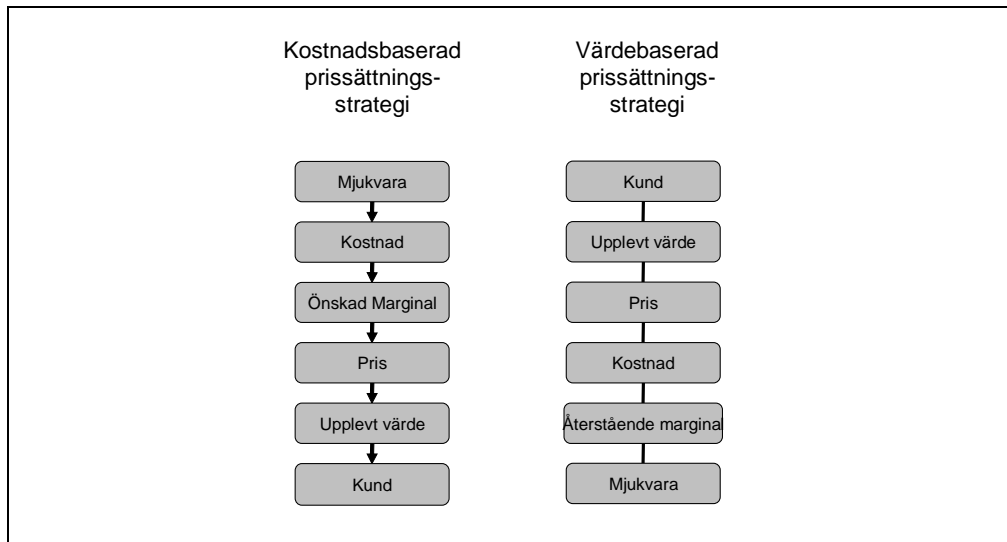 Kostnadsbaserad
prissättnings-
strategi
Mjukvara
Kostnad
Önskad Marginal
Pris
Upplevt värde
Kund
Värdebaserad
prissättnings-
strategi
Kund
Upplevt värde
Pris
Kostnad
Återstående marginal
Mjukvara